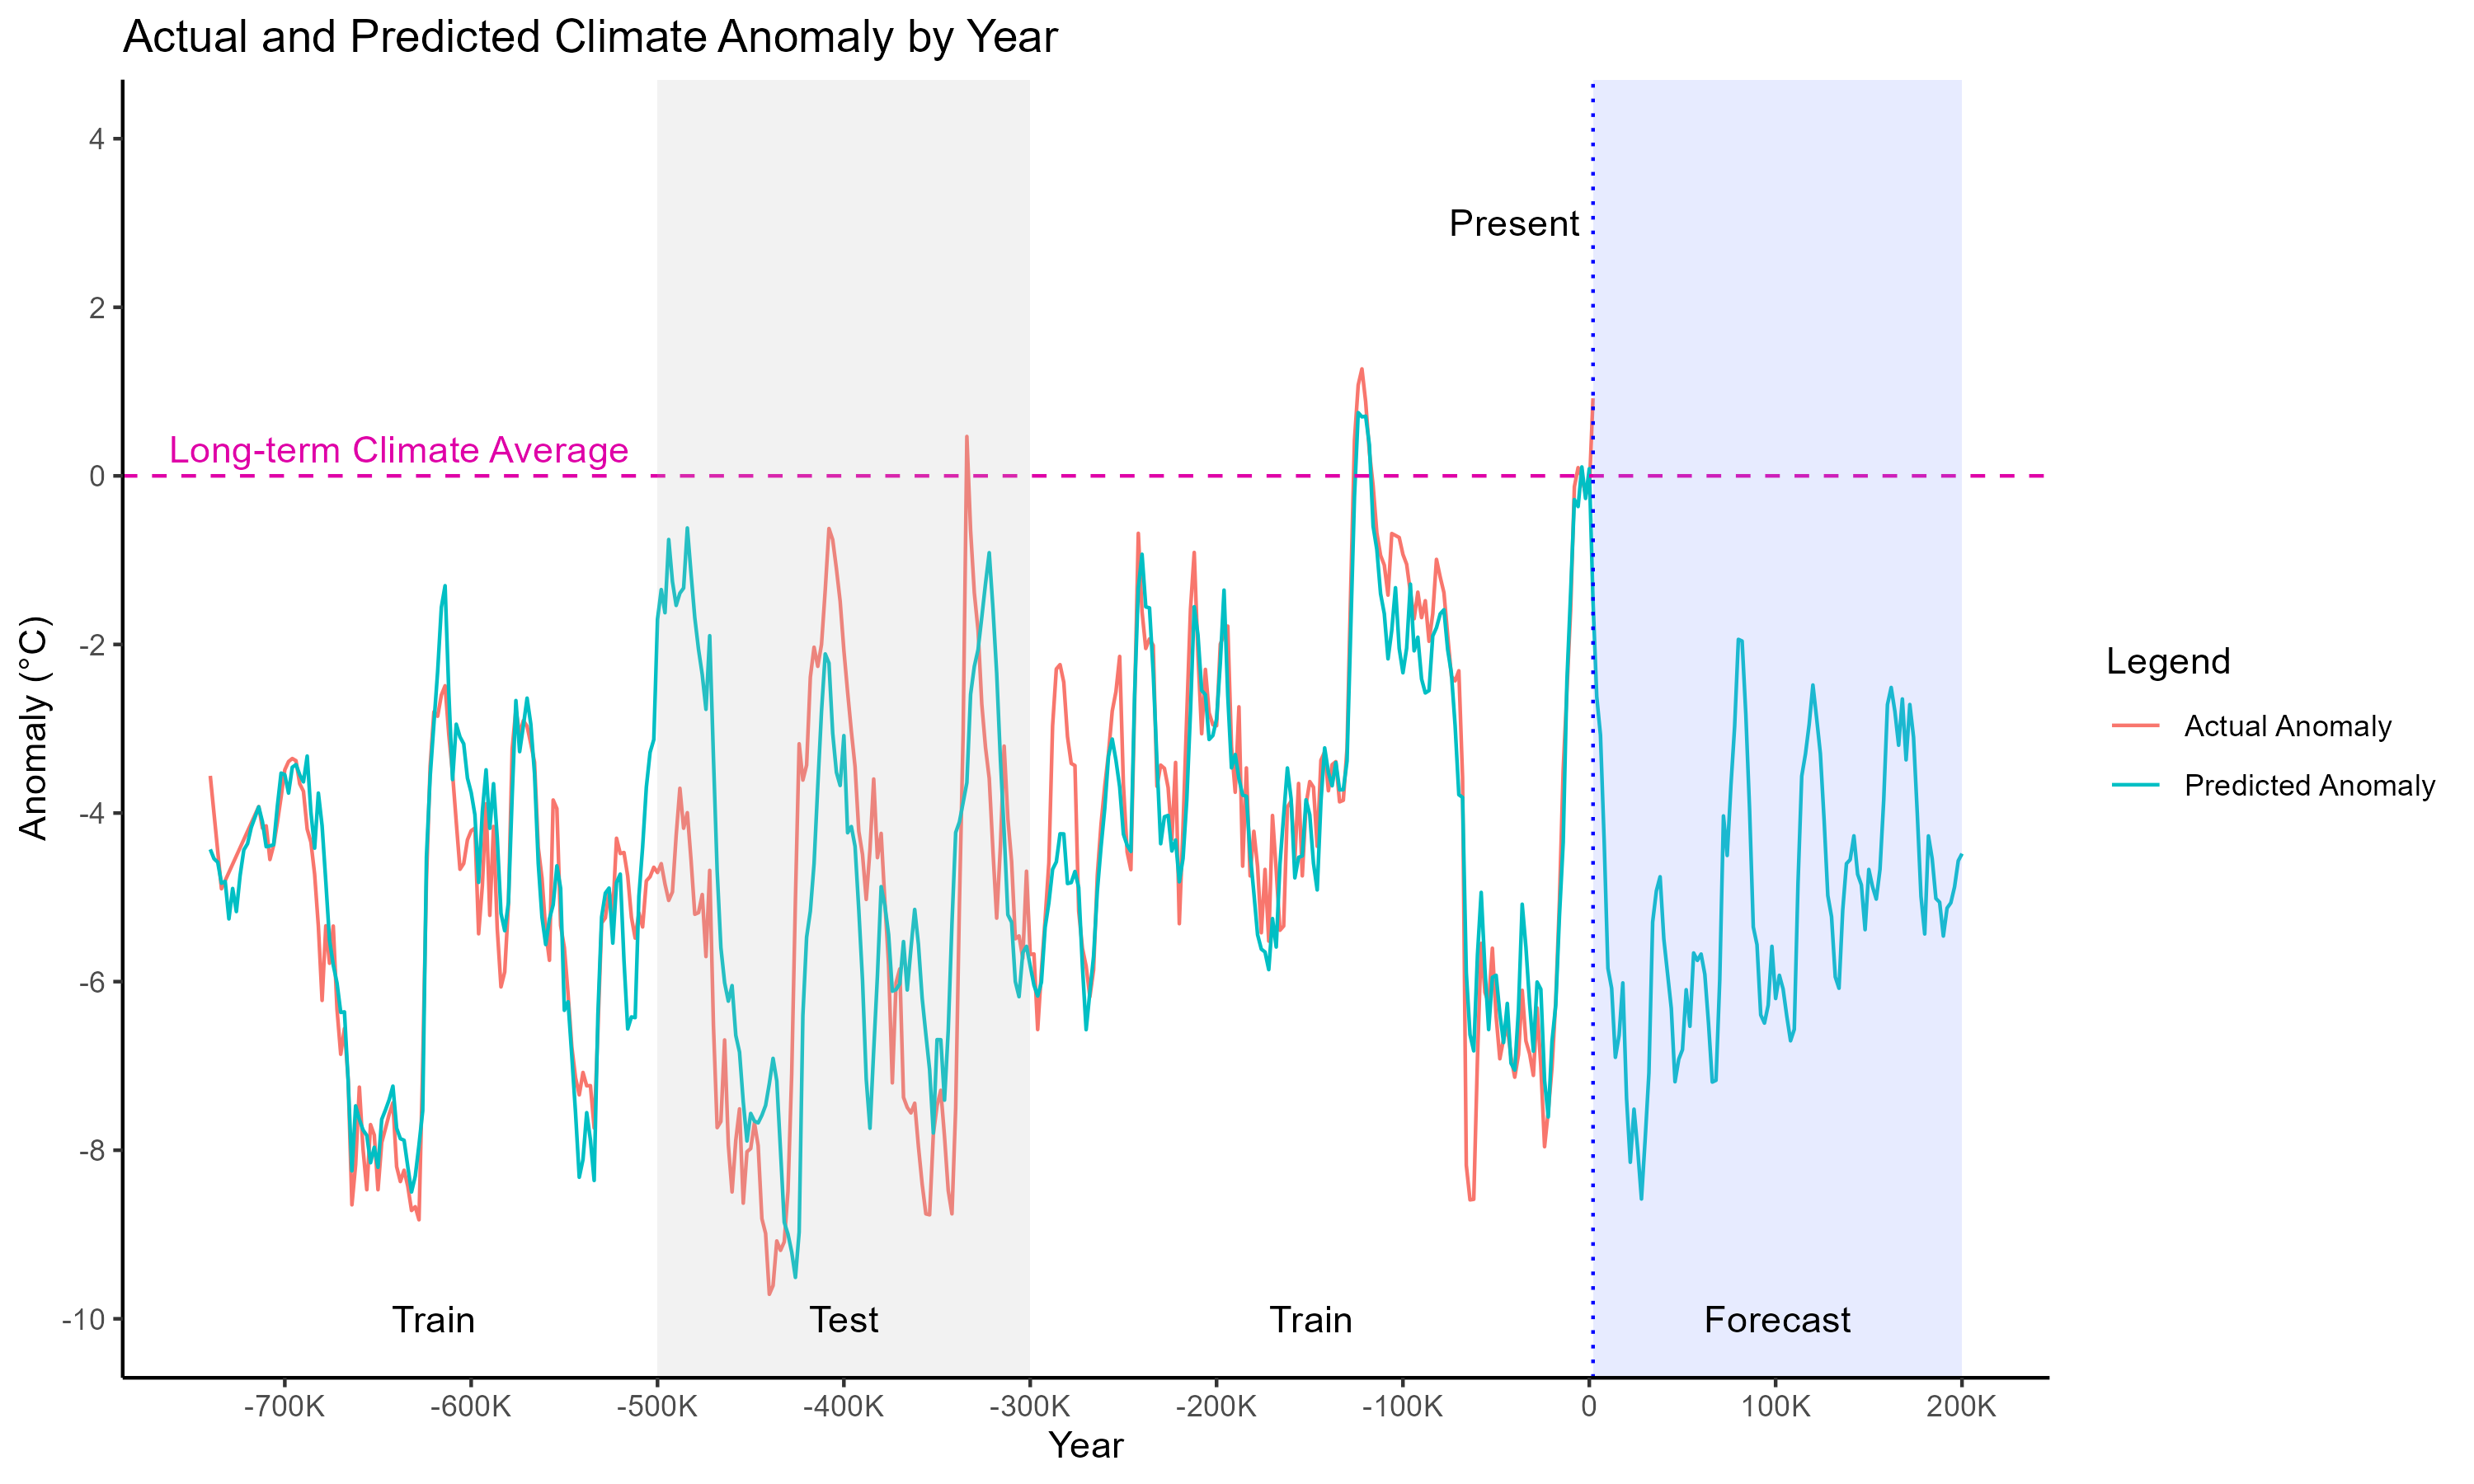 Actual and Predicted Climate Anomaly by Year
Anomaly (°C)
4
2
0
-2
-4
-6
-8
-10
Present
Long-term Climate Average
Train
Test
Train
Forecast
-700K
-600K
-500K
-400K
-300K
-200K
-100K
0
100K
200K
Year
Legend
Actual Anomaly
Predicted Anomaly